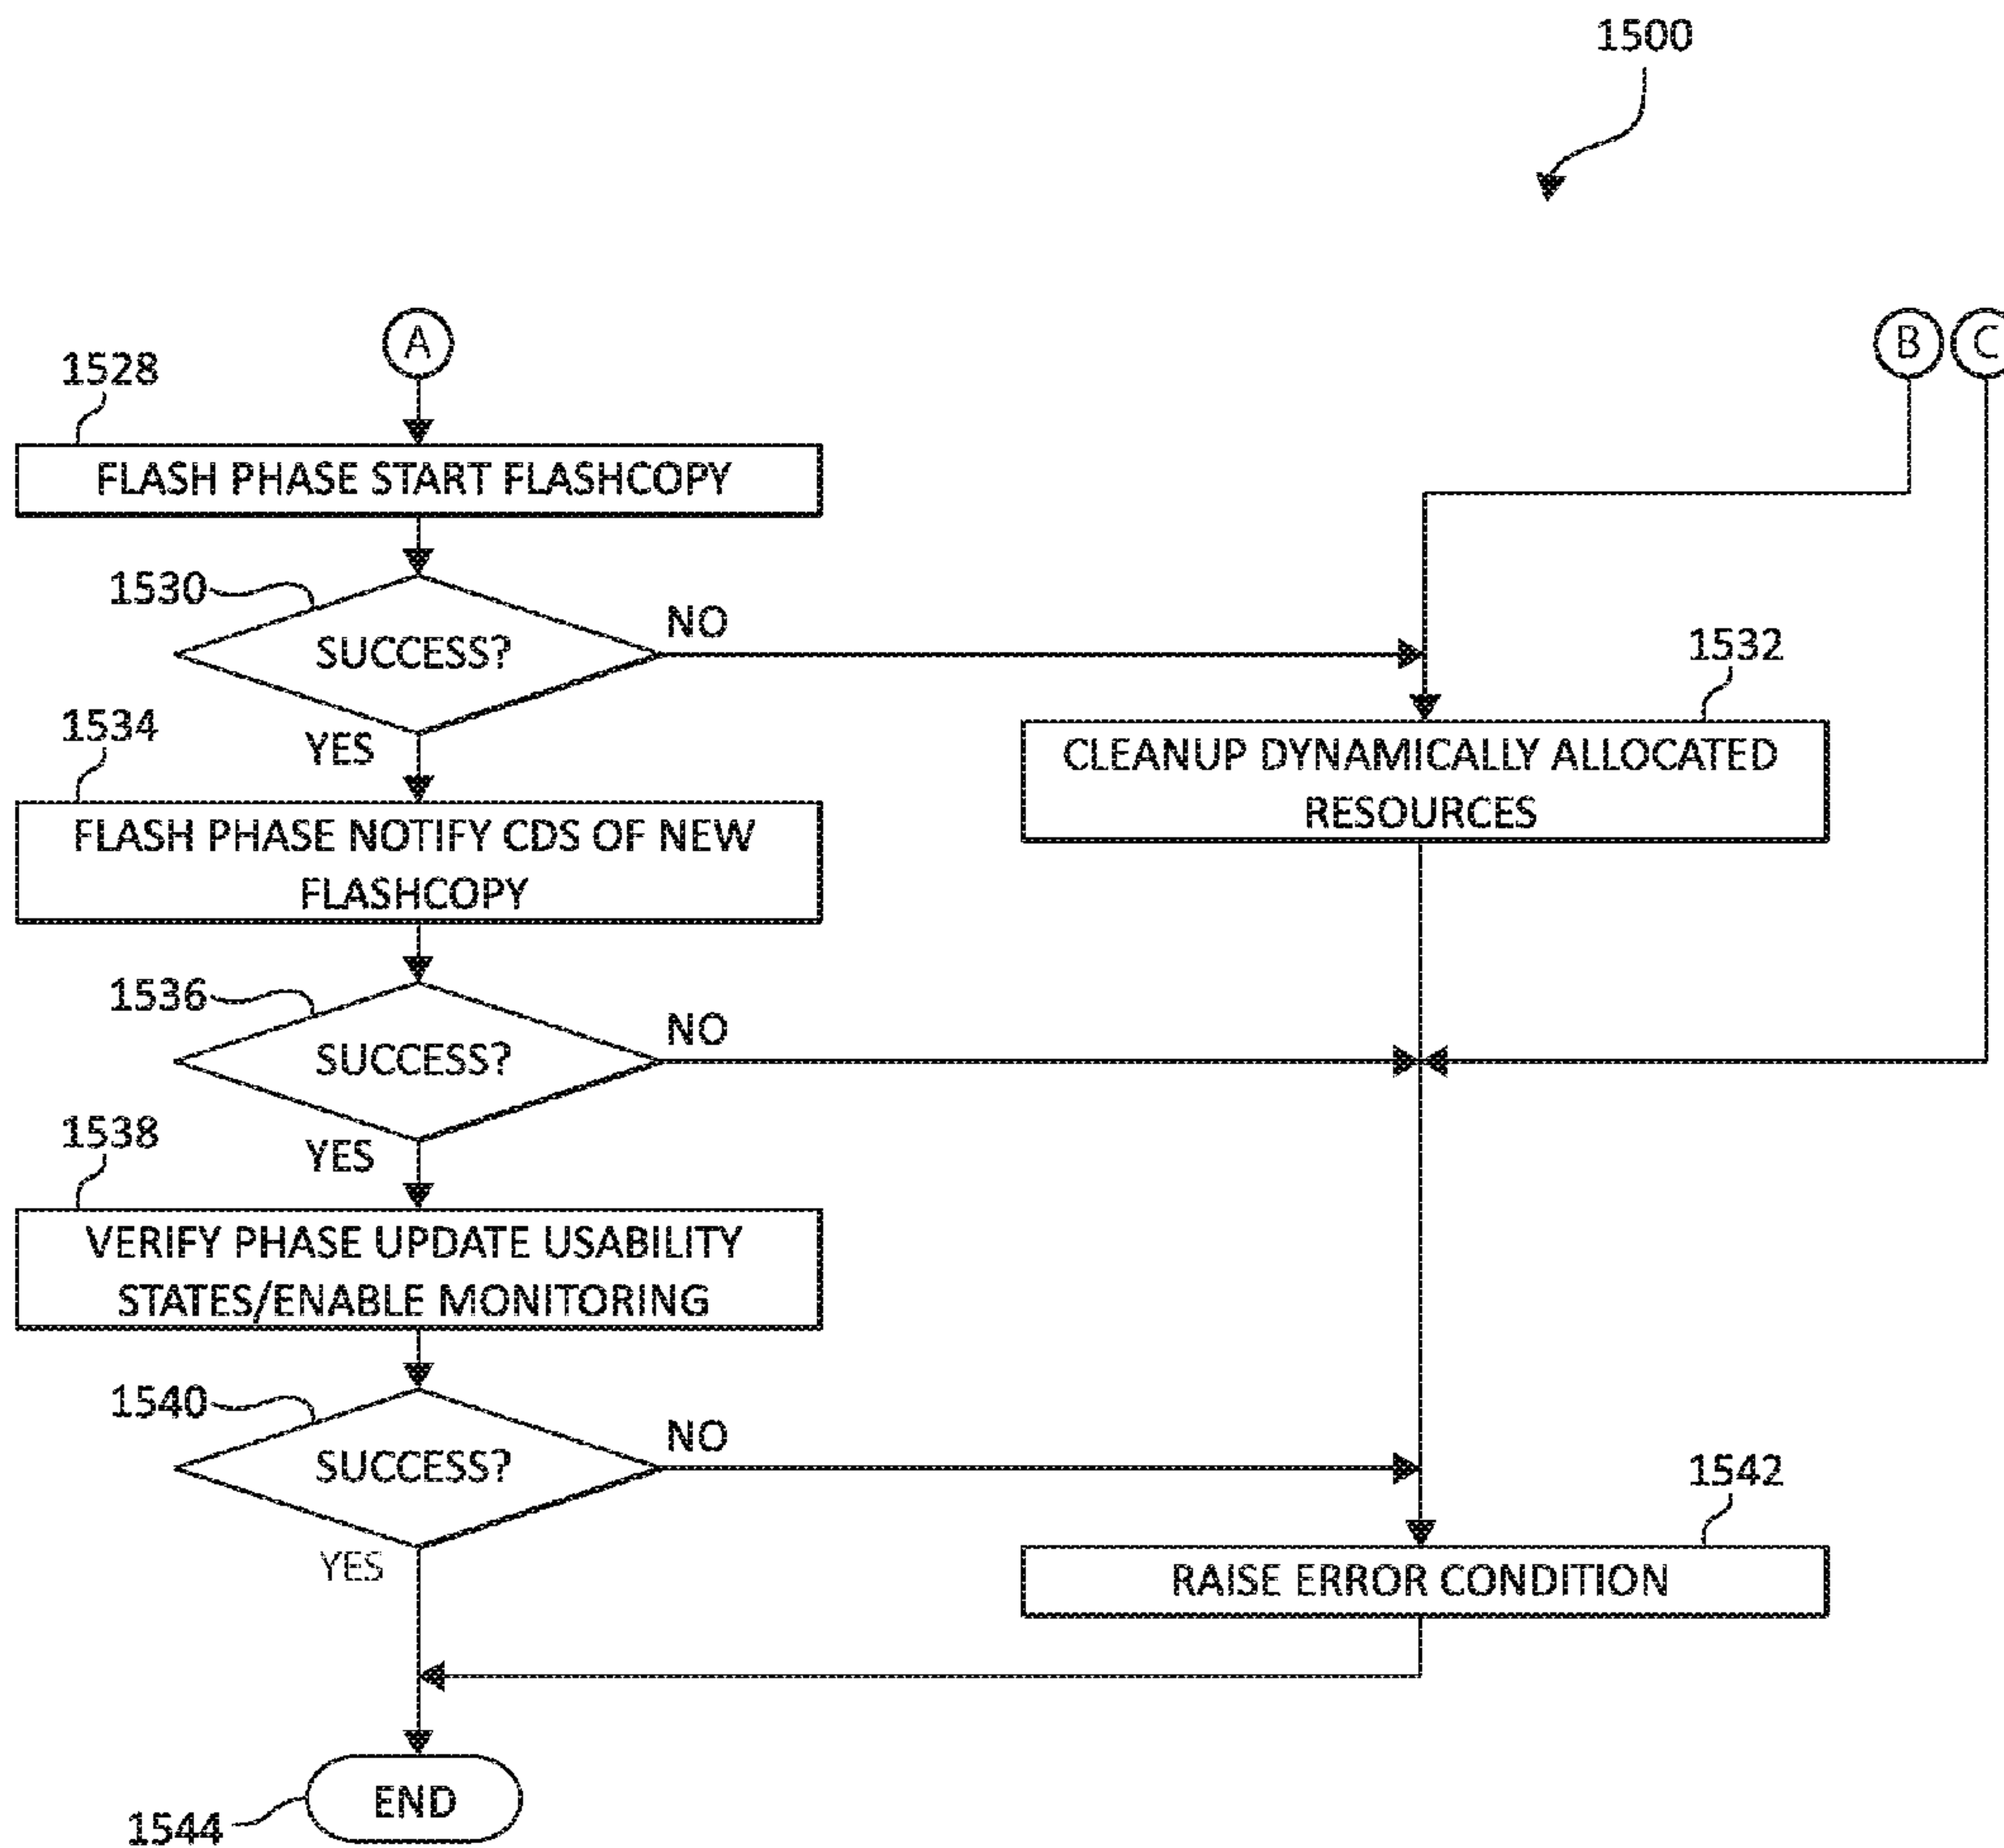 1500
A
B
C
1528
FLASH PHASE START FLASHCOPY
1530
SUCCESS?
NO
YES
1532
CLEANUP DYNAMICALLY ALLOCATED
RESOURCES
1534
FLASH PHASE NOTIFY CDS OF NEW
FLASHCOPY
1536
SUCCESS?
NO
YES
1538
VERIFY PHASE UPDATE USABILITY
STATES/ENABLE MONITORING
1540
SUCCESS?
NO
YES
1542
RAISE ERROR CONDITION
END
1544